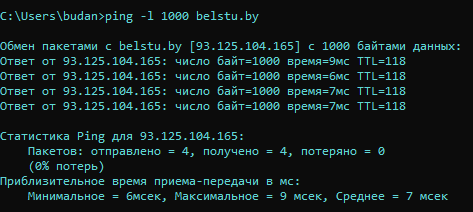 C:\Users\budan>ping -l 1000 belstu.by
Обмен пакетами с belstu.by [93.125.104.165] с 1000 байтами данных:
Ответ от 93.125.104.165: число байт=1000 время=9мс TTL=118
Ответ от 93.125.104.165: число байт=1000 время=6мс TTL=118
Ответ от 93.125.104.165: число байт=1000 время=7мс TTL=118
Ответ от 93.125.104.165: число байт=1000 время=7мс TTL=118
Статистика Ping для 93.125.104.165:
Пакетов: отправлено = 4, получено = 4, потеряно = 0
(0% потерь)
Приблизительное время приема-передачи в мс:
Минимальное = 6мсек, Максимальное = 9 мсек, Среднее = 7 мсек